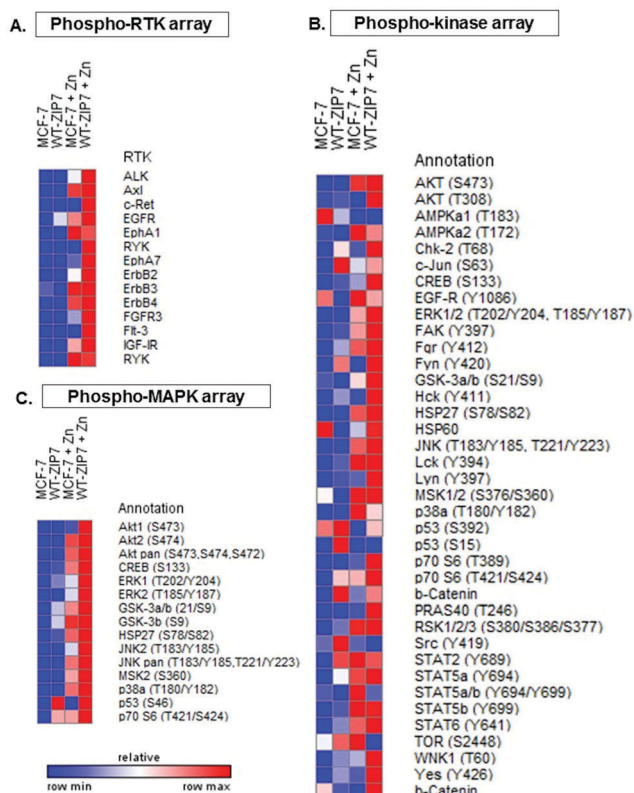 A. Phospho-RTK array
MCF-7
WT-ZIP7
MCF-7 + Zn
WT-ZIP7 + Zn
RTK
ALK
Axl
c-Ret
EGFR
EphA1
RYK
EphA7
ErbB2
ErbB3
ErbB4
FGFR3
Flt-3
IGF-IR
RYK
B. Phospho-kinase array
MCF-7
WT-ZIP7
MCF-7 + Zn
WT-ZIP7 + Zn
Annotation
AKT (S473)
AKT (T308)
AMPKa1 (T183)
AMPKa2 (T172)
Chk-2 (T68)
c-Jun (S63)
CREB (S133)
EGF-R (Y1086)
ERK1/2 (T202/Y204, T185/Y187)
FAK (Y397)
Fgr (Y412)
Fyn (Y420)
GSK-3a/b (S21/S9)
Hck (Y411)
HSP27 (S78/S82)
HSP60
JNK (T183/Y185, T221/Y223)
Lck (Y394)
Lyn (Y397)
MSK1/2 (S376/S360)
p38a (T180/Y182)
p53 (S392)
p53 (S15)
p70 S6 (T389)
p70 S6 (T421/S424)
b-Catenin
PRAS40 (T246)
RSK1/2/3 (S380/S386/S377)
Src (Y419)
STAT2 (Y689)
STAT5a (Y694)
STAT5a/b (Y694/Y699)
STAT5b (Y699)
STAT6 (Y641)
TOR (S2448)
WNK1 (T60)
Yes (Y426)
b-Catenin
C. Phospho-MAPK array
MCF-7
WT-ZIP7
MCF-7 + Zn
WT-ZIP7 + Zn
Annotation
Akt1 (S473)
Akt2 (S474)
Akt pan (S473,S474,S472)
CREB (S133)
ERK1 (T202/Y204)
ERK2 (T185/Y187)
GSK-3a/b (21/S9)
GSK-3b (S9)
HSP27 (S78/S82)
JNK2 (T183/Y185)
JNK pan (T183/Y185,T221/Y223)
MSK2 (S360)
p38a (T180/Y182)
p53 (S46)
p70 S6 (T421/S424)
relative
row min row max